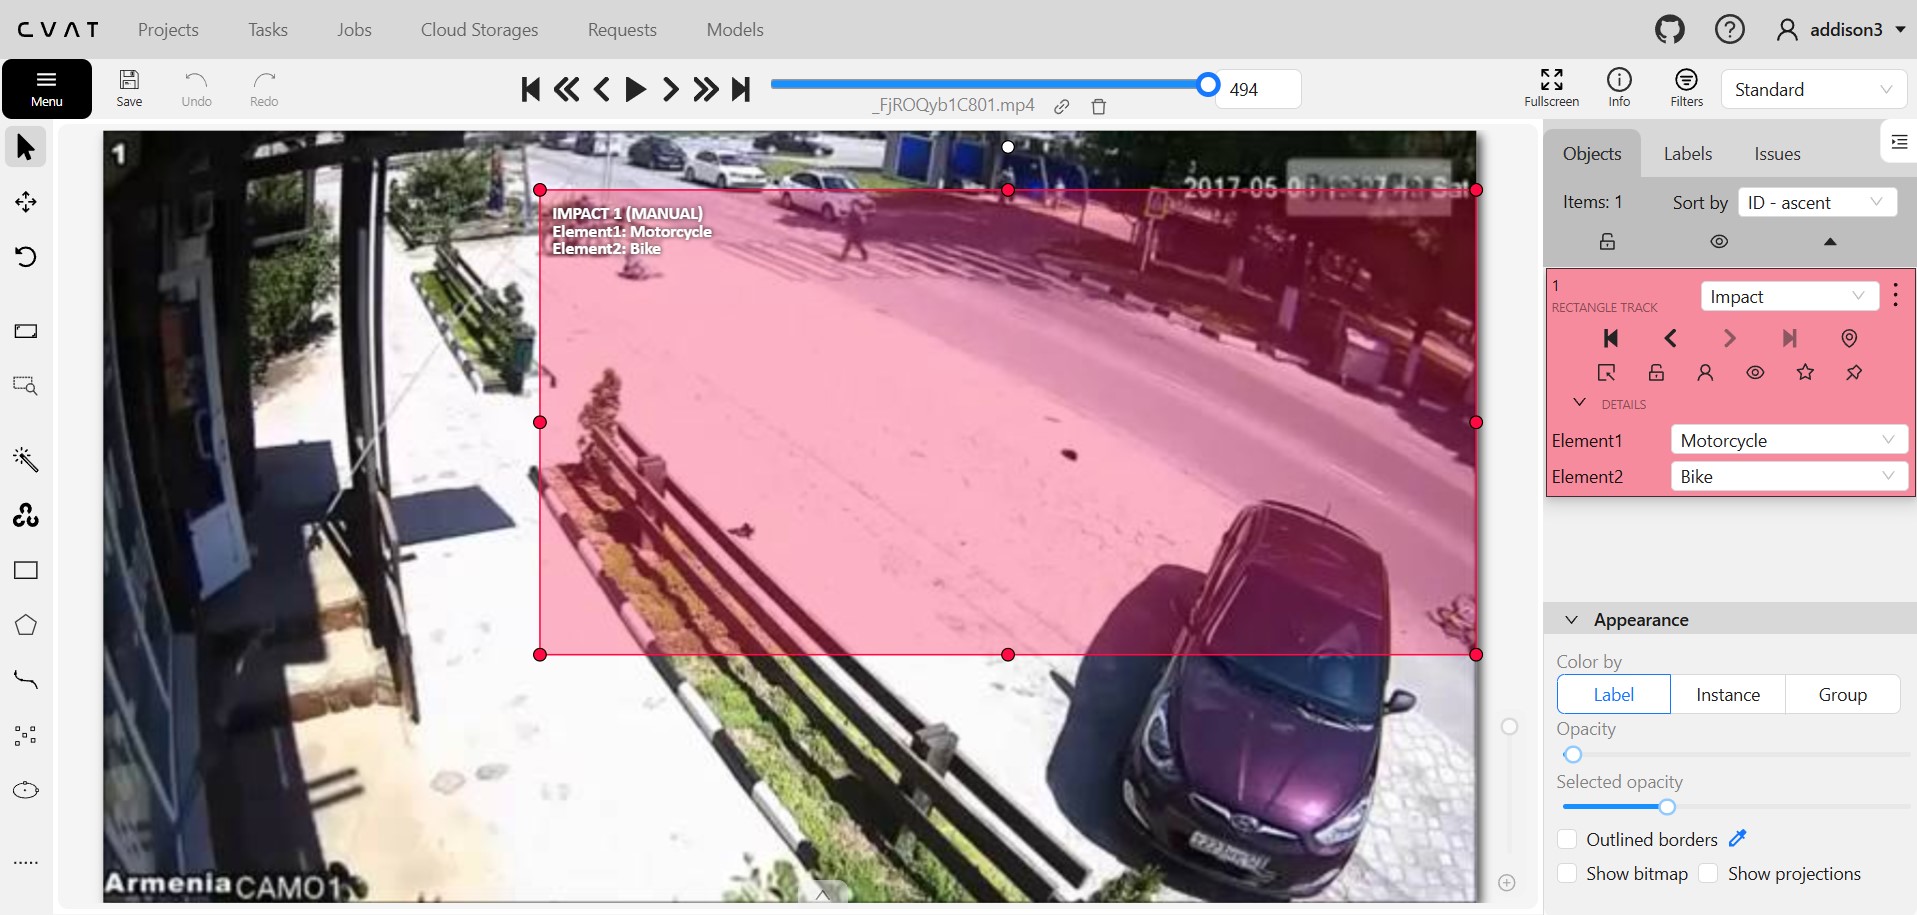 CVAT
Projects
Tasks
Jobs
Cloud Storages
Requests
Models
addison3
Menu
Save
Undo
Redo
494
_FjROQyb1C801.mp4
Fullscreen
Info
Filters
Standard
1
2017-05-0
IMPACT 1 (MANUAL)
Element1: Motorcycle
Element2: Bike
Armenia CAM01
Objects
Labels
Issues
Items: 1
Sort by
ID - ascent
1
RECTANGLE TRACK
Impact
DETAILS
Element1
Motorcycle
Element2
Bike
Appearance
Color by
Label
Instance
Group
Opacity
Selected opacity
Outlined borders
Show bitmap
Show projections